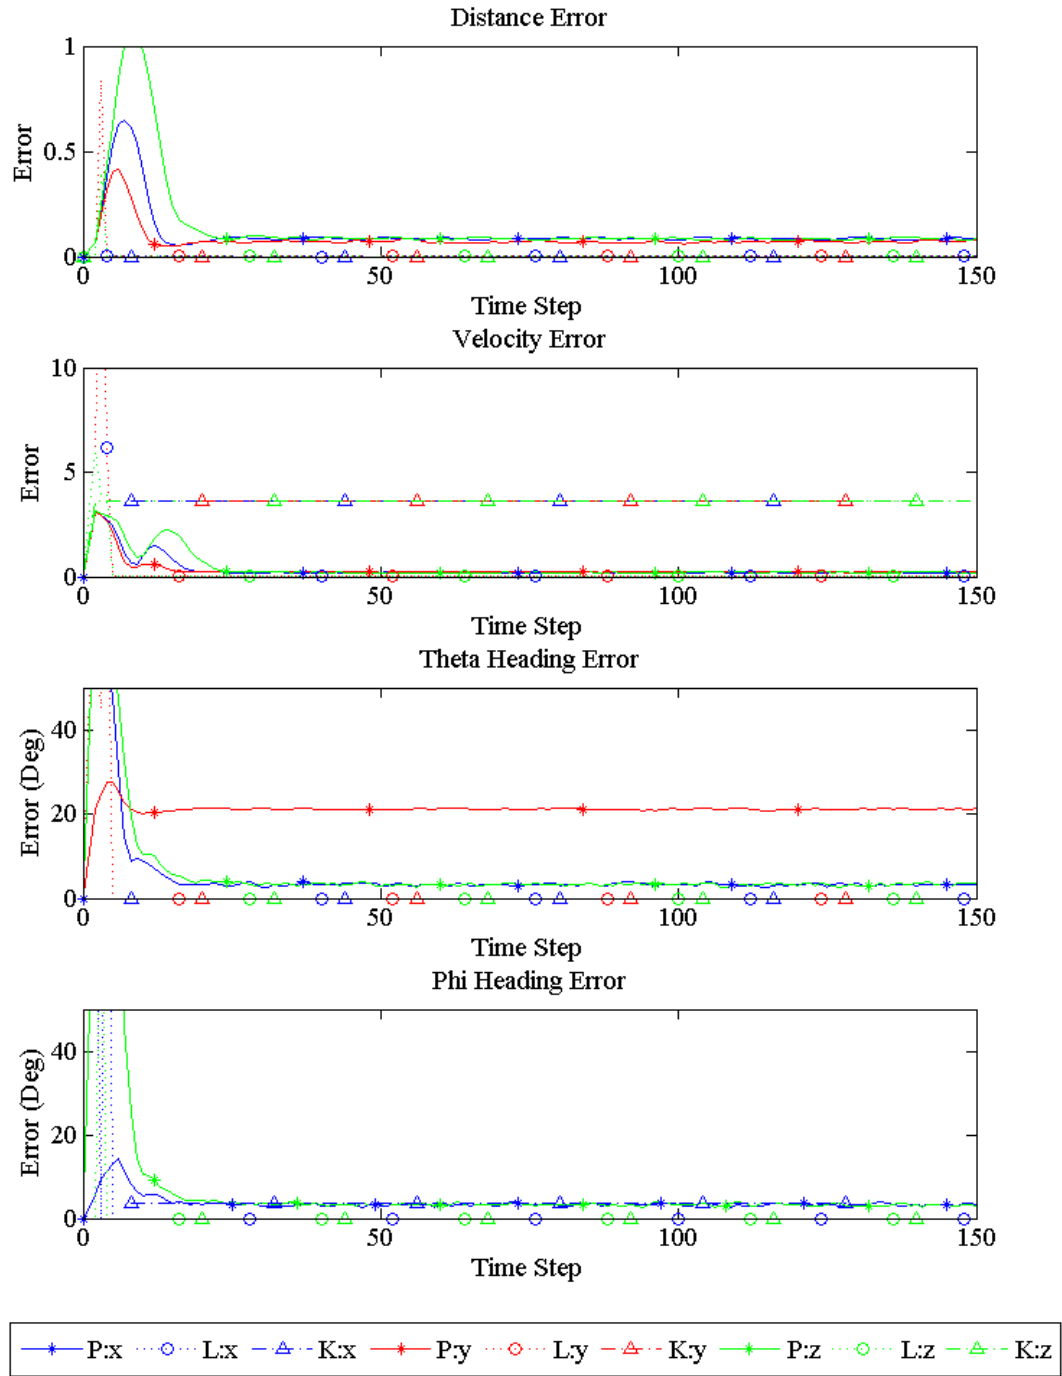 Distance Error
1
0.5
0
Error
0 50 100 150
Time Step
Velocity Error
10
5
0
Error
0 50 100 150
Time Step
Theta Heading Error
40
20
0
Error (Deg)
0 50 100 150
Time Step
Phi Heading Error
40
20
0
Error (Deg)
0 50 100 150
Time Step
P:x L:x K:x P:y L:y K:y P:z L:z K:z